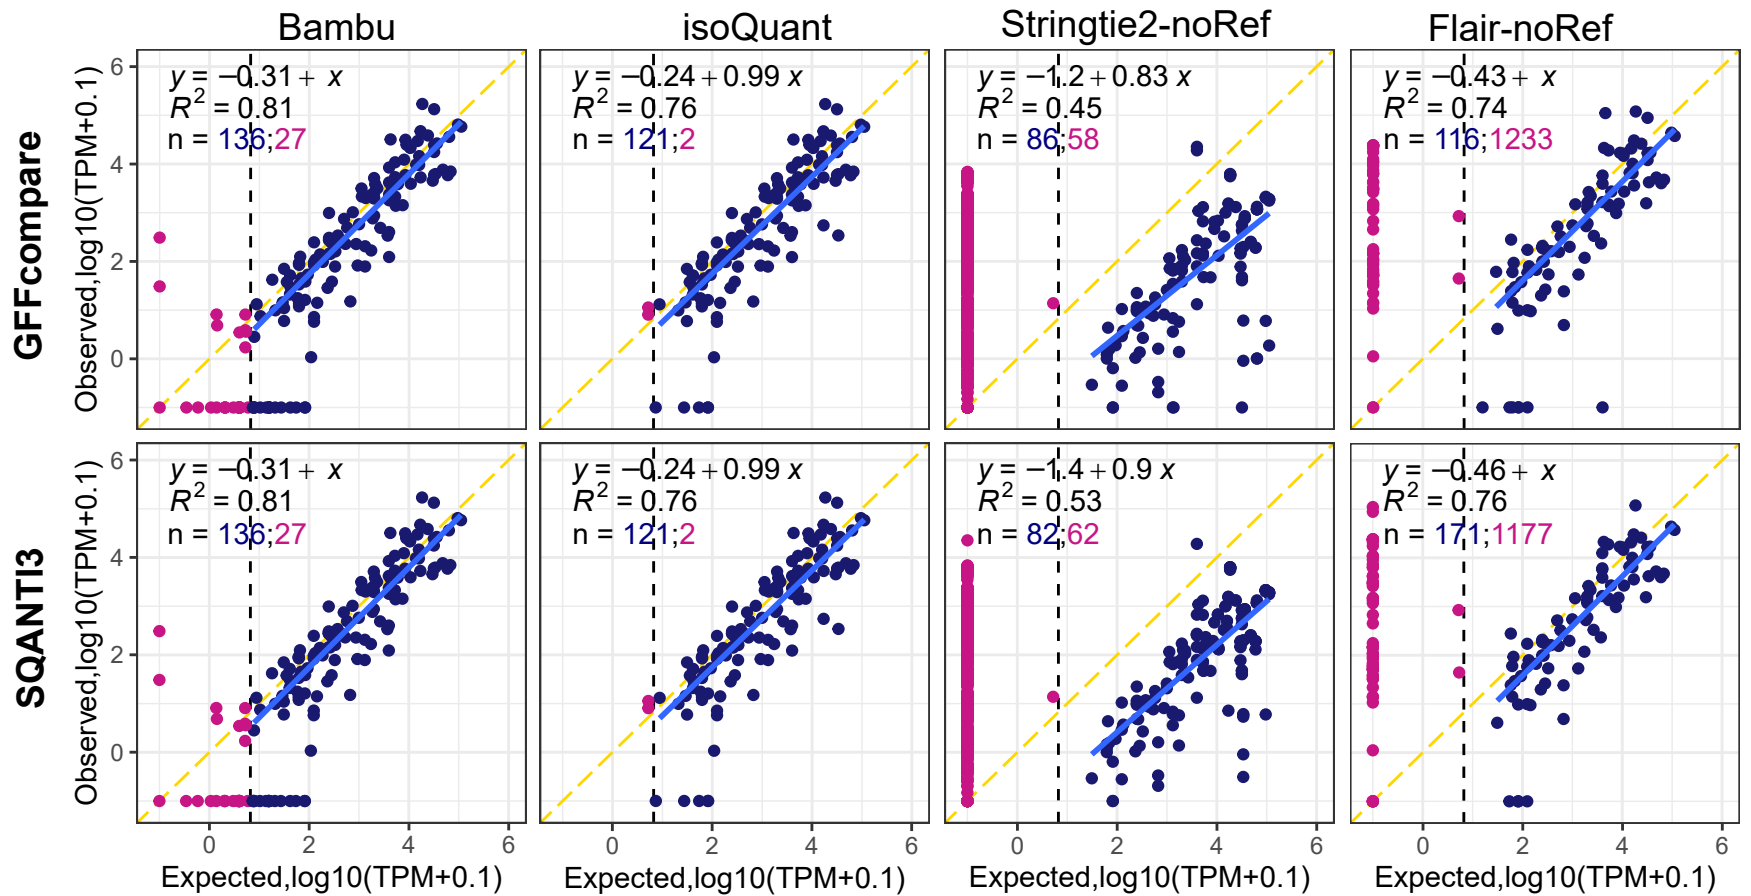 Bambu
isoQuant
Stringtie2-noRef
Flair-noRef
GFFcompare
Observed,log10(TPM+0.1)
6
4
2
0
y = −0.31 + x
R² = 0.81
n = 136;27
y = −0.24 + 0.99 x
R² = 0.76
n = 121;2
y = −1.2 + 0.83 x
R² = 0.45
n = 86;58
y = −0.43 + x
R² = 0.74
n = 116;1233
SQANTI3
Observed,log10(TPM+0.1)
6
4
2
0
y = −0.31 + x
R² = 0.81
n = 136;27
y = −0.24 + 0.99 x
R² = 0.76
n = 121;2
y = −1.4 + 0.9 x
R² = 0.53
n = 82;62
y = −0.46 + x
R² = 0.76
n = 171;1177
0 2 4 6
0 2 4 6
0 2 4 6
0 2 4 6
Expected,log10(TPM+0.1)
Expected,log10(TPM+0.1)
Expected,log10(TPM+0.1)
Expected,log10(TPM+0.1)